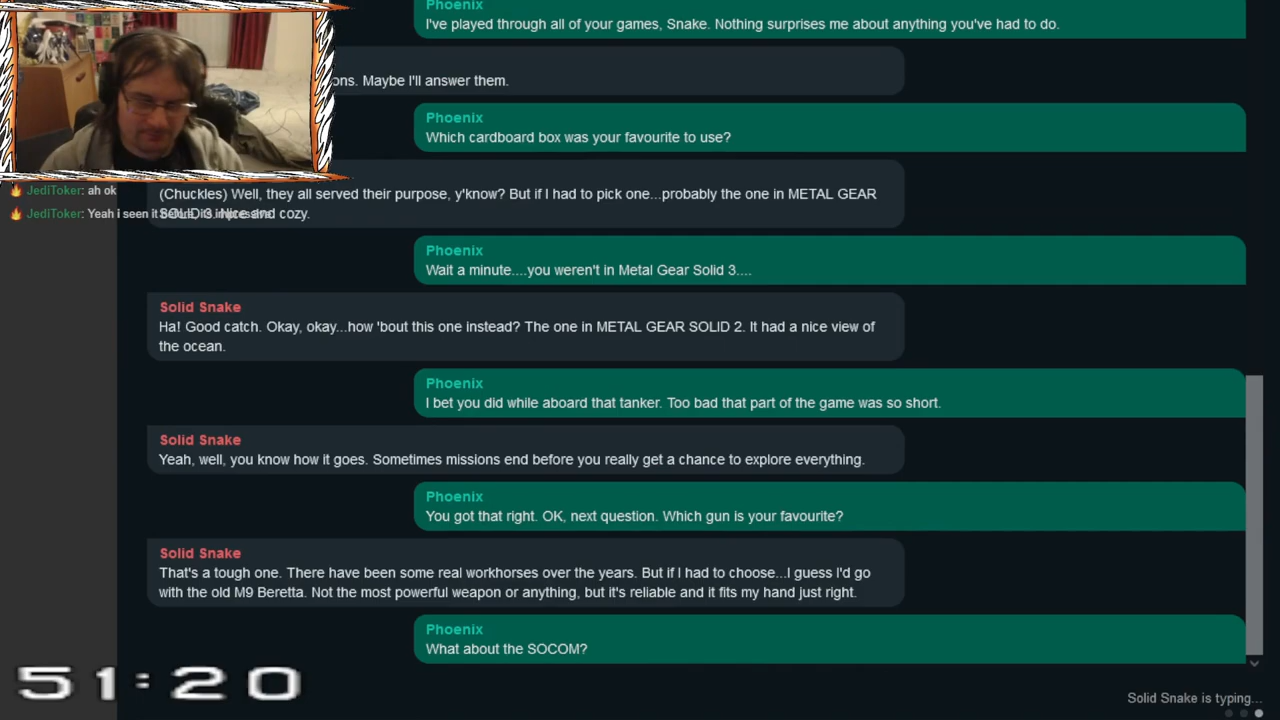 Phoenix
I've played through all of your games, Snake. Nothing surprises me about anything you've had to do.
ons. Maybe I'll answer them.
Phoenix
Which cardboard box was your favourite to use?
JediToker: ah ok
(Chuckles) Well, they all served their purpose, y'know? But if I had to pick one...probably the one in METAL GEAR
JediToker: Yeah i seen it
SOLID 3. Nice and cozy.
Phoenix
Wait a minute....you weren't in Metal Gear Solid 3....
Solid Snake
Ha! Good catch. Okay, okay...how 'bout this one instead? The one in METAL GEAR SOLID 2. It had a nice view of
the ocean.
Phoenix
I bet you did while aboard that tanker. Too bad that part of the game was so short.
Solid Snake
Yeah, well, you know how it goes. Sometimes missions end before you really get a chance to explore everything.
Phoenix
You got that right. OK, next question. Which gun is your favourite?
Solid Snake
That's a tough one. There have been some real workhorses over the years. But if I had to choose...I guess I'd go
with the old M9 Beretta. Not the most powerful weapon or anything, but it's reliable and it fits my hand just right.
Phoenix
What about the SOCOM?
51:20
Solid Snake is typing...